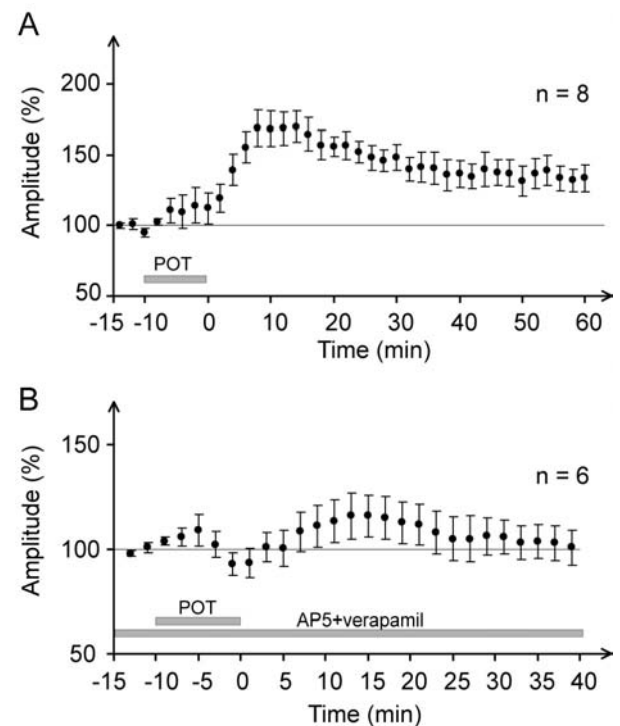 A
Amplitude (%)
200
150
100
50
n = 8
POT
-15 -10 0 10 20 30 40 50 60
Time (min)
B
Amplitude (%)
150
100
50
n = 6
POT
AP5+verapamil
-15 -10 -5 0 5 10 15 20 25 30 35 40
Time (min)